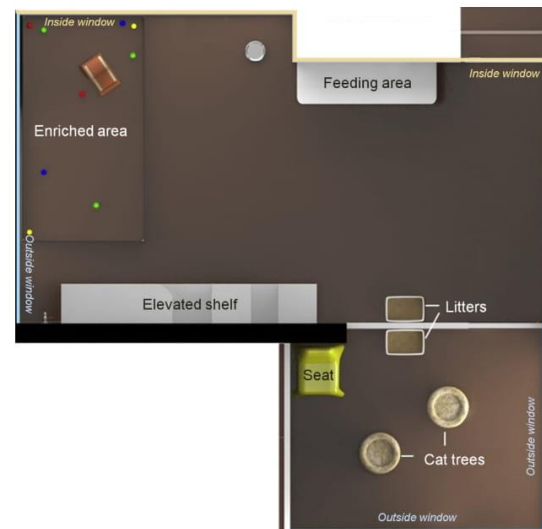 Inside window
Inside window
Feeding area
Enriched area
Outside window
Elevated shelf
Litters
Seat
Outside window
Cat trees
Outside window